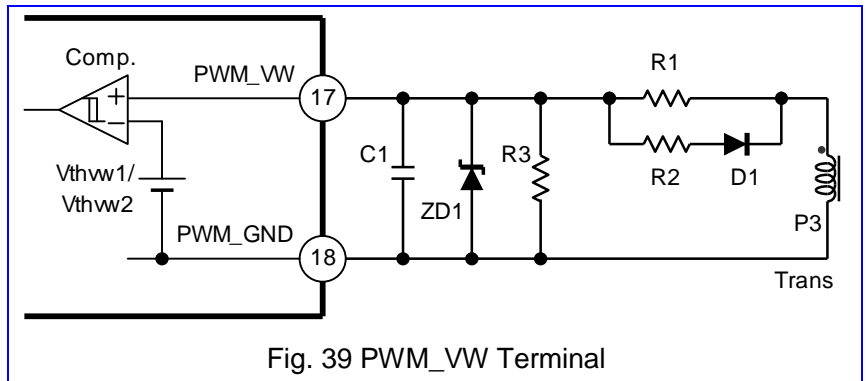 Comp.
PWM_VW
17
R1
C1
R3
R2
D1
Vthvw1/
Vthvw2
ZD1
P3
PWM_GND
18
Trans
Fig. 39 PWM_VW Terminal